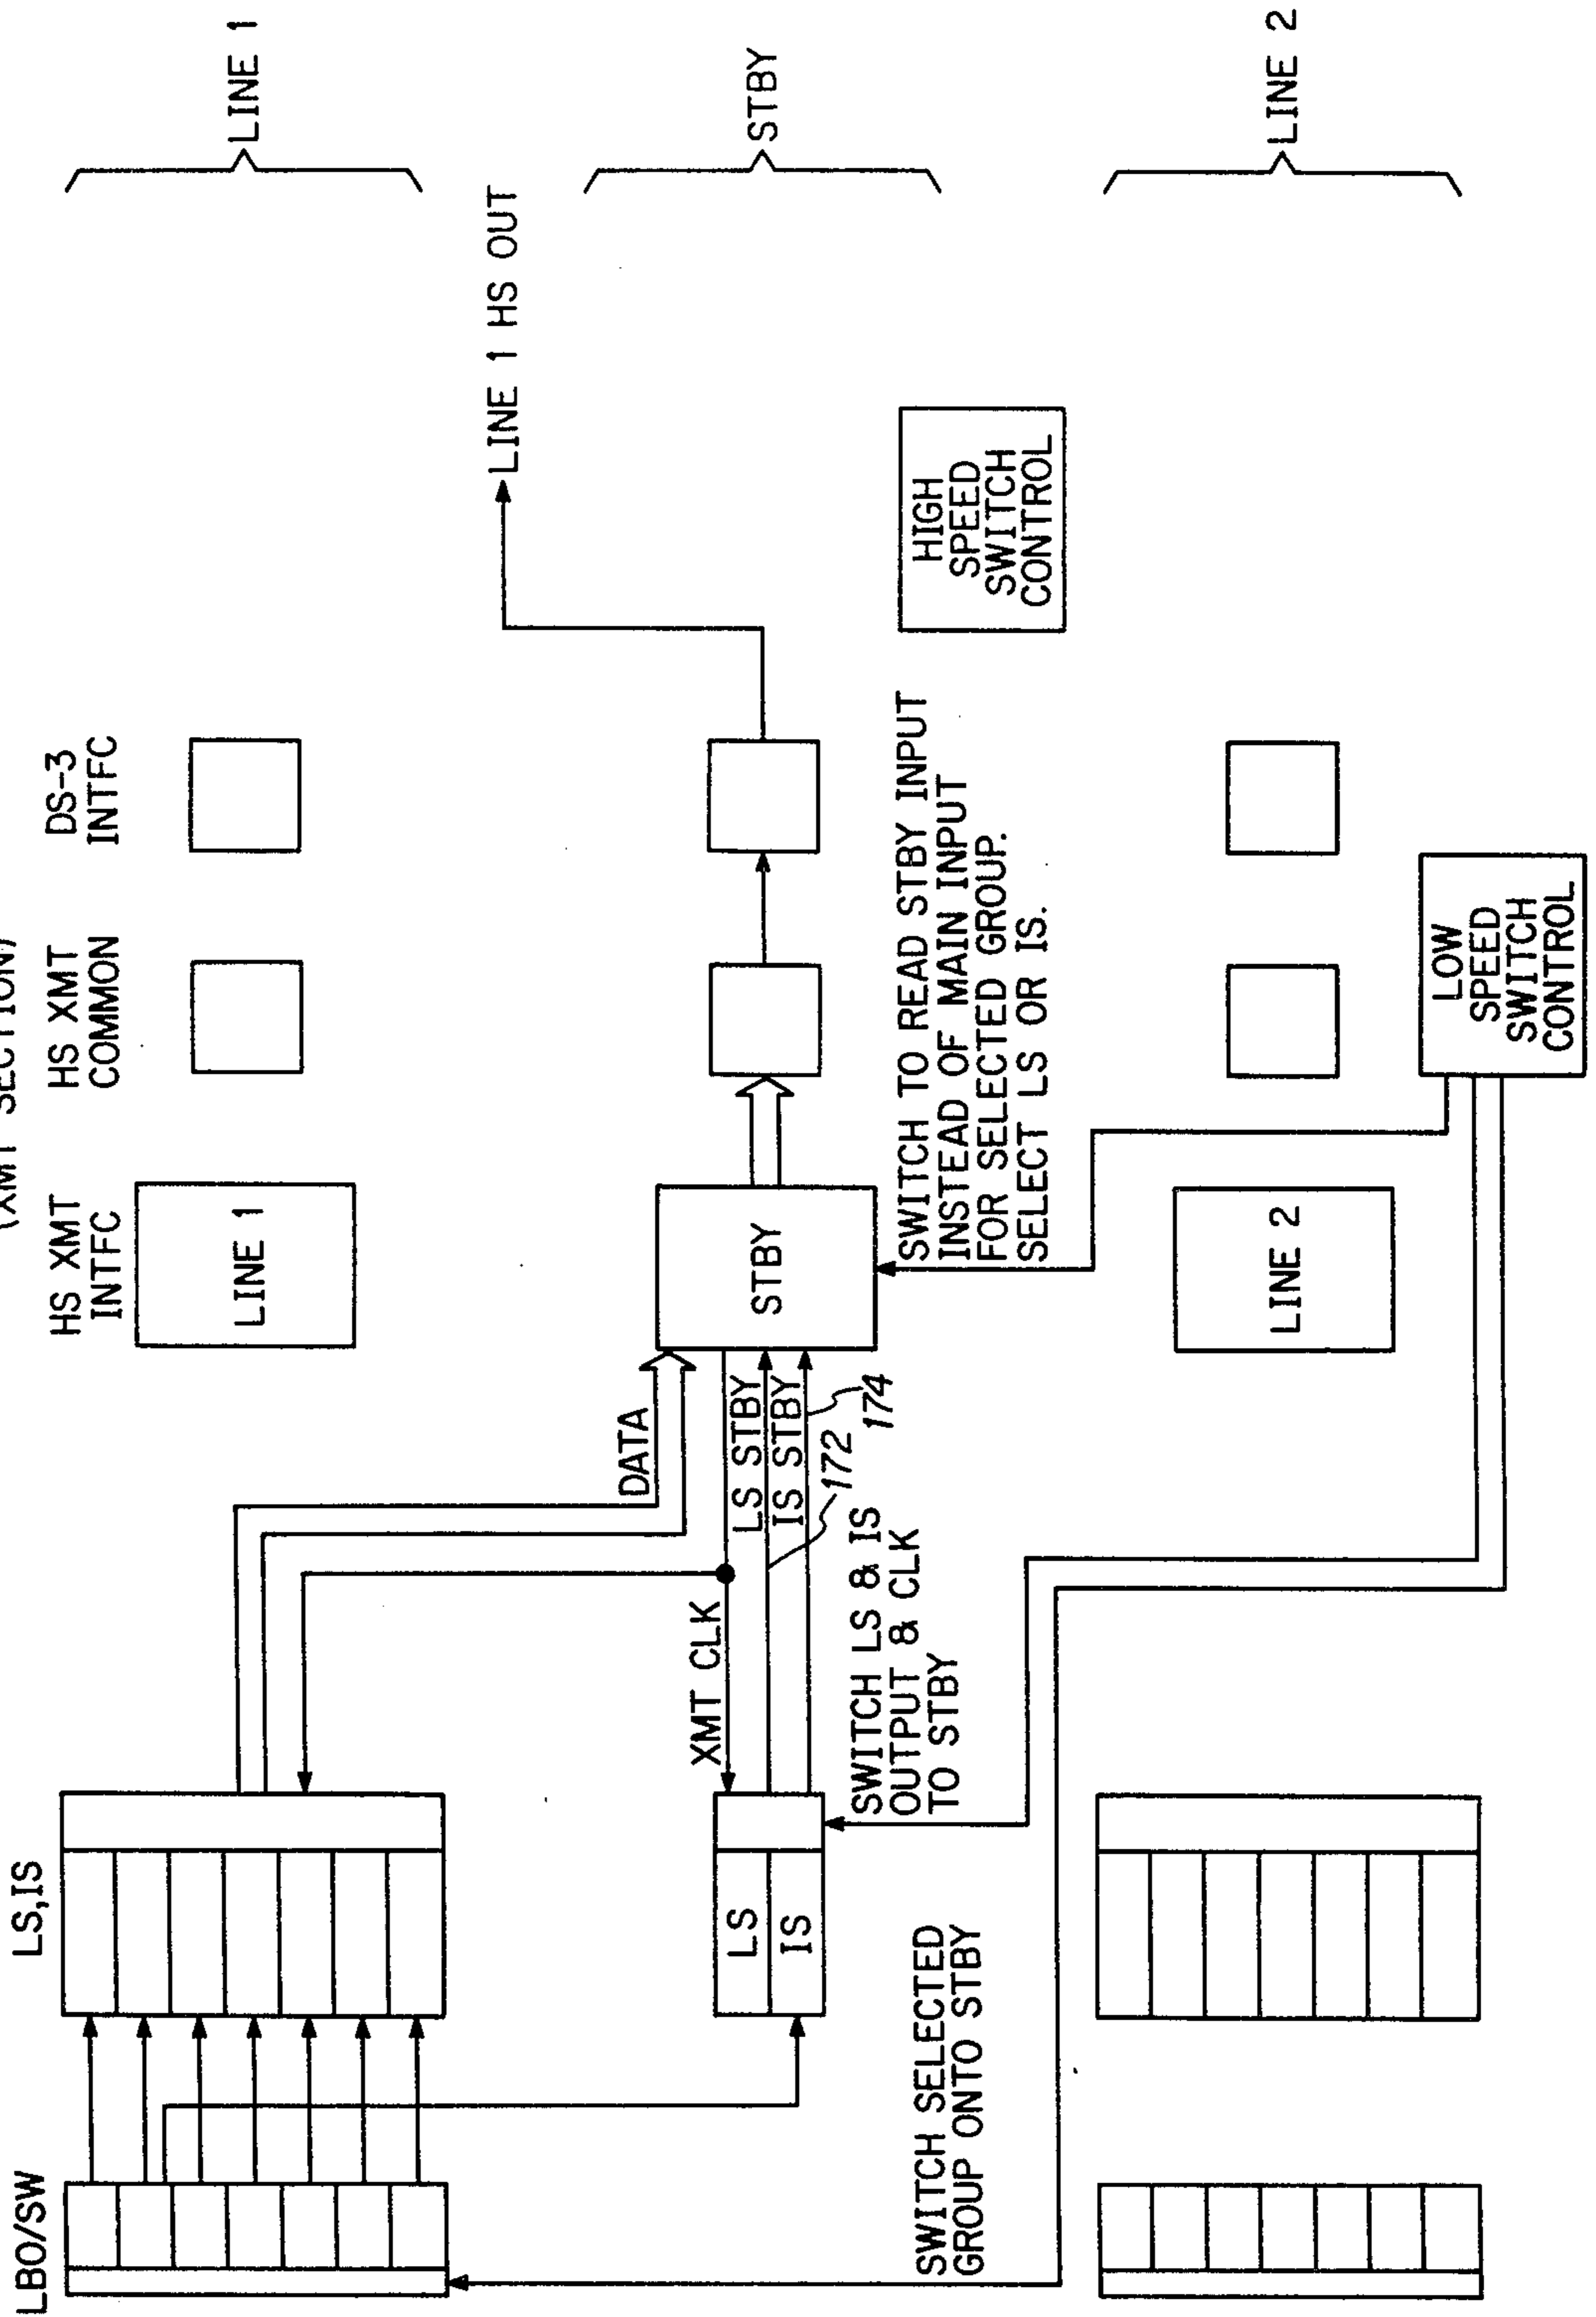 (XMT SECTION)
LBO/SW
LS,IS
HS XMT
INTFC
HS XMT
COMMON
DS-3
INTFC
LINE 1
LINE 1
DATA
LINE 1 HS OUT
XMT CLK
LS STBY
IS STBY
172
174
LS
IS
STBY
STBY
SWITCH LS & IS
OUTPUT & CLK
TO STBY
SWITCH TO READ STBY INPUT
INSTEAD OF MAIN INPUT
FOR SELECTED GROUP.
SELECT LS OR IS.
HIGH
SPEED
SWITCH
CONTROL
SWITCH SELECTED
GROUP ONTO STBY
LINE 2
LINE 2
LOW
SPEED
SWITCH
CONTROL